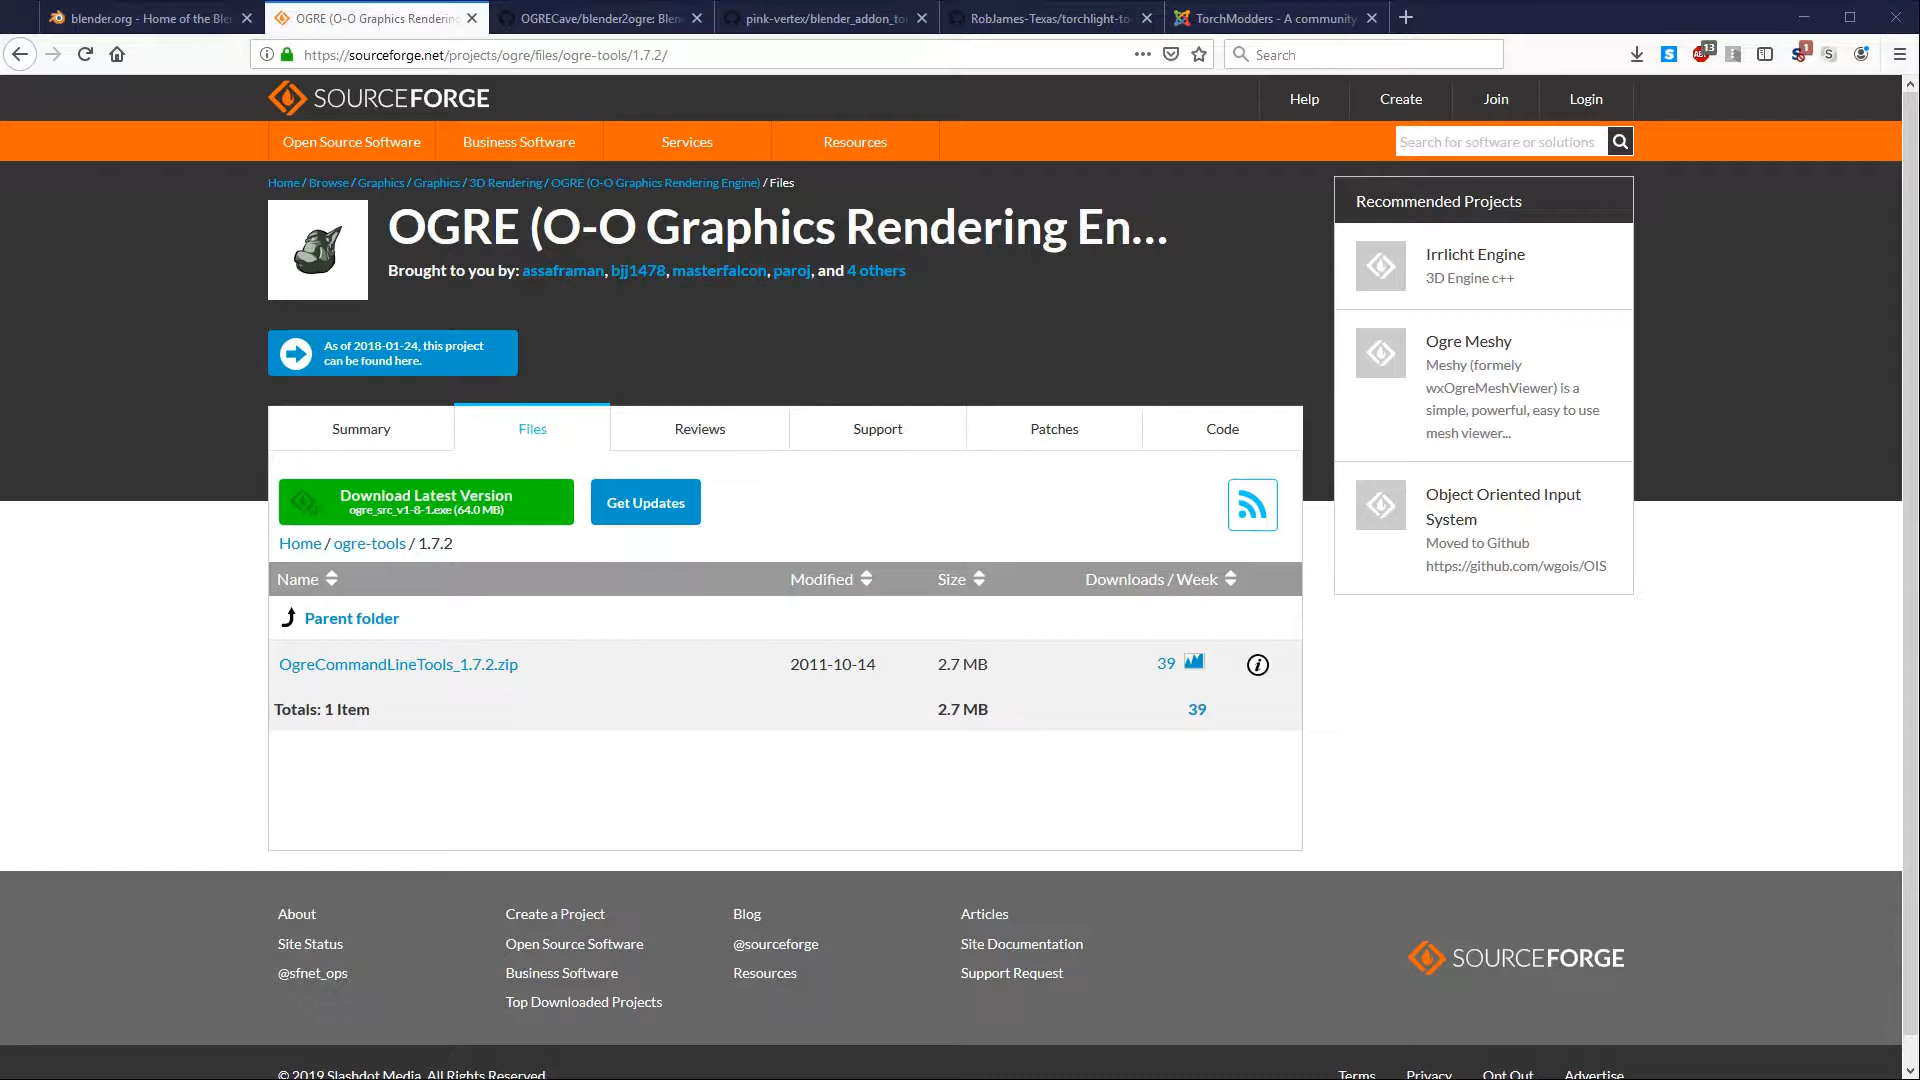 blender.org - Home of the Ble
OGRE (O-O Graphics Rendering
OGRECave/blender2ogre: Blen
pink-vertex/blender_addon_to
RobJames-Texas/torchlight-to
TorchModders - A community
https://sourceforge.net/projects/ogre/files/ogre-tools/1.7.2/
Search
13
1
SOURCEFORGE
Help
Create
Join
Login
Open Source Software
Business Software
Services
Resources
Search for software or solutions
Home / Browse / Graphics / Graphics / 3D Rendering / OGRE (O-O Graphics Rendering Engine) / Files
OGRE (O-O Graphics Rendering En...
Brought to you by: assaframan, bjj1478, masterfalcon, paroj, and 4 others
As of 2018-01-24, this project
can be found here.
Summary
Files
Reviews
Support
Patches
Code
Download Latest Version
ogre_src_v1-8-1.exe (64.0 MB)
Get Updates
Home / ogre-tools / 1.7.2
Name
Modified
Size
Downloads / Week
Parent folder
OgreCommandLineTools_1.7.2.zip
2011-10-14
2.7 MB
39
Totals: 1 Item
2.7 MB
39
Recommended Projects
Irrlicht Engine
3D Engine c++
Ogre Meshy
Meshy (formely
wxOgreMeshViewer) is a
simple, powerful, easy to use
mesh viewer...
Object Oriented Input
System
Moved to Github
https://github.com/wgois/OIS
About
Site Status
@sfnet_ops
Create a Project
Open Source Software
Business Software
Top Downloaded Projects
Blog
@sourceforge
Resources
Articles
Site Documentation
Support Request
SOURCEFORGE
© 2019 Slashdot Media. All Rights Reserved.
Terms
Privacy
Opt Out
Advertise